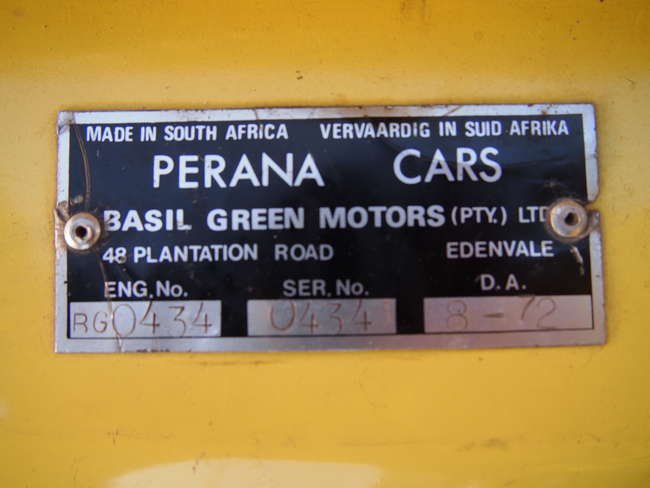 MADE IN SOUTH AFRICA VERVAARDIG IN SUID AFRIKA
PERANA CARS
BASIL GREEN MOTORS (PTY.) LTD
48 PLANTATION ROAD EDENVALE
ENG. No. SER. No. D. A.
RG0434 0434 8-72